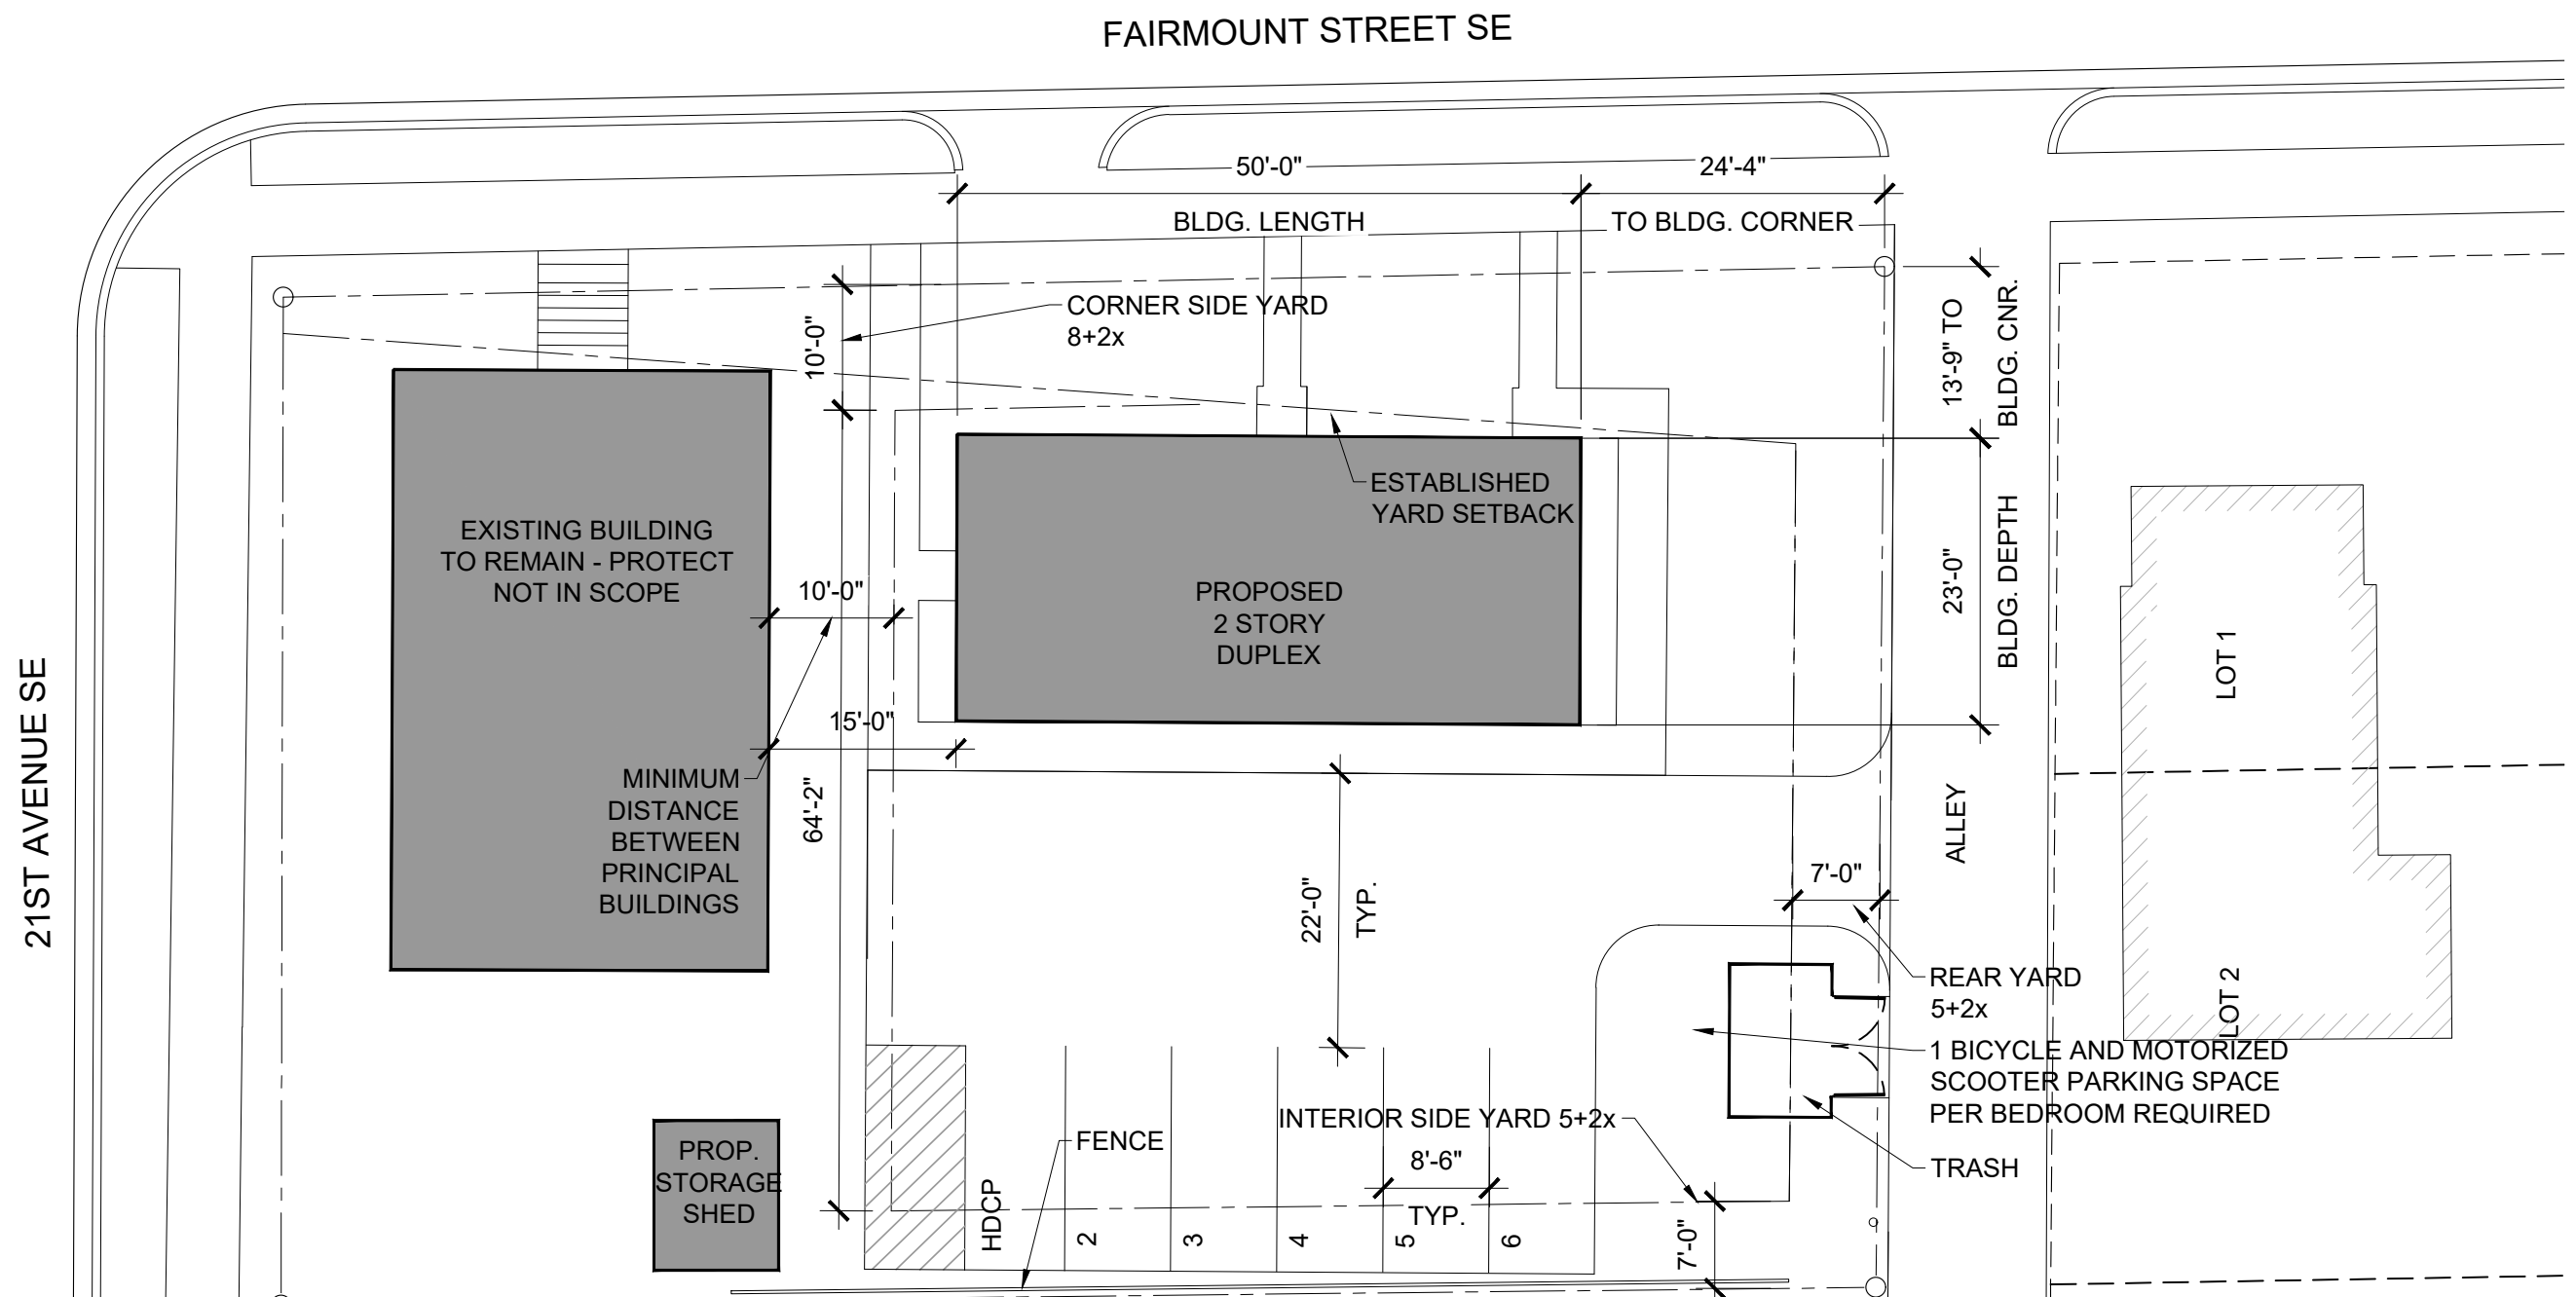 FAIRMOUNT STREET SE
50'-0"
24'-4"
BLDG. LENGTH
TO BLDG. CORNER
CORNER SIDE YARD
8+2x
10'-0"
13'-9" TO
BLDG. CNR.
ESTABLISHED
YARD SETBACK
EXISTING BUILDING
TO REMAIN - PROTECT
NOT IN SCOPE
10'-0"
PROPOSED
2 STORY
DUPLEX
23'-0"
BLDG. DEPTH
LOT 1
21ST AVENUE SE
15'-0"
MINIMUM
DISTANCE
BETWEEN
PRINCIPAL
BUILDINGS
64'-2"
22'-0"
TYP.
ALLEY
7'-0"
REAR YARD
5+2x
LOT 2
1 BICYCLE AND MOTORIZED
SCOOTER PARKING SPACE
PER BEDROOM REQUIRED
INTERIOR SIDE YARD 5+2x
FENCE
8'-6"
TYP.
TRASH
PROP.
STORAGE
SHED
HDCP
2
3
4
5
6
7'-0"